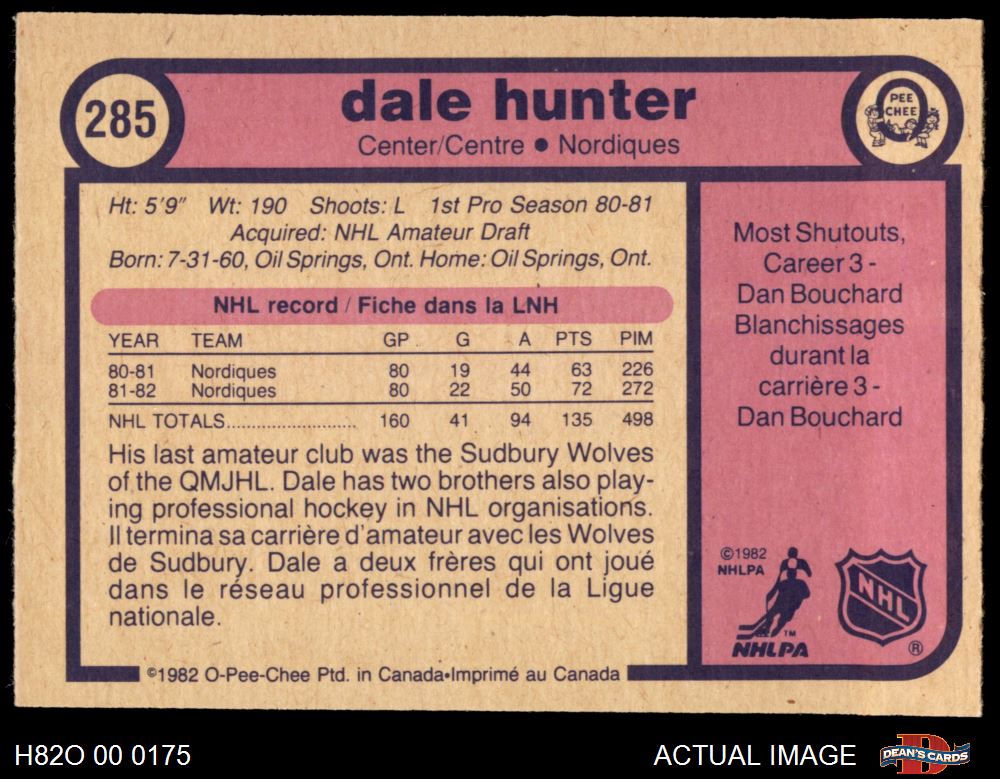 285
dale hunter
Center/Centre • Nordiques
O
PEE
CHEE
Ht: 5'9" Wt: 190 Shoots: L 1st Pro Season 80-81
Acquired: NHL Amateur Draft
Born: 7-31-60, Oil Springs, Ont. Home: Oil Springs, Ont.
NHL record / Fiche dans la LNH
YEAR TEAM GP G A PTS PIM
80-81 Nordiques 80 19 44 63 226
81-82 Nordiques 80 22 50 72 272
NHL TOTALS.......................... 160 41 94 135 498
His last amateur club was the Sudbury Wolves
of the QMJHL. Dale has two brothers also play-
ing professional hockey in NHL organisations.
Il termina sa carrière d'amateur avec les Wolves
de Sudbury. Dale a deux frères qui ont joué
dans le réseau professionnel de la Ligue
nationale.
Most Shutouts,
Career 3 -
Dan Bouchard
Blanchissages
durant la
carrière 3 -
Dan Bouchard
©1982
NHLPA
TM
NHLPA
NHL
®
©1982 O-Pee-Chee Ptd. in Canada•Imprimé au Canada
H82O 00 0175
ACTUAL IMAGE
D
DEAN'S CARDS